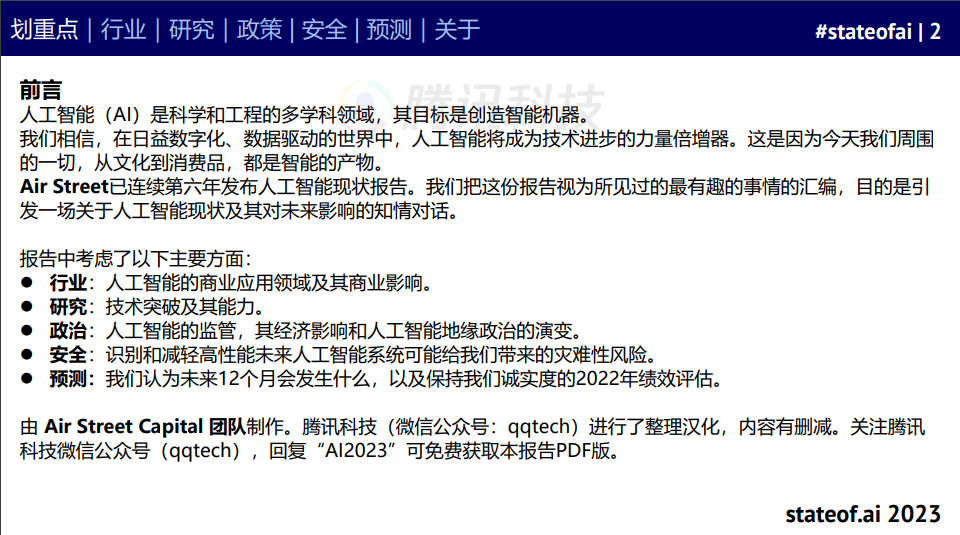 划重点 | 行业 | 研究 | 政策 | 安全 | 预测 | 关于
#stateofai | 2
前言
腾讯科技
人工智能（AI）是科学和工程的多学科领域，其目标是创造智能机器。
我们相信，在日益数字化、数据驱动的世界中，人工智能将成为技术进步的力量倍增器。这是因为今天我们周围
的一切，从文化到消费品，都是智能的产物。
Air Street已连续第六年发布人工智能现状报告。我们把这份报告视为所见过的最有趣的事情的汇编，目的是引
发一场关于人工智能现状及其对未来影响的知情对话。
报告中考虑了以下主要方面：
● 行业：人工智能的商业应用领域及其商业影响。
● 研究：技术突破及其能力。
● 政治：人工智能的监管，其经济影响和人工智能地缘政治的演变。
● 安全：识别和减轻高性能未来人工智能系统可能给我们带来的灾难性风险。
● 预测：我们认为未来12个月会发生什么，以及保持我们诚实度的2022年绩效评估。
由 Air Street Capital 团队制作。腾讯科技（微信公众号：qqtech）进行了整理汉化，内容有删减。关注腾讯
科技微信公众号（qqtech），回复“AI2023”可免费获取本报告PDF版。
stateof.ai 2023